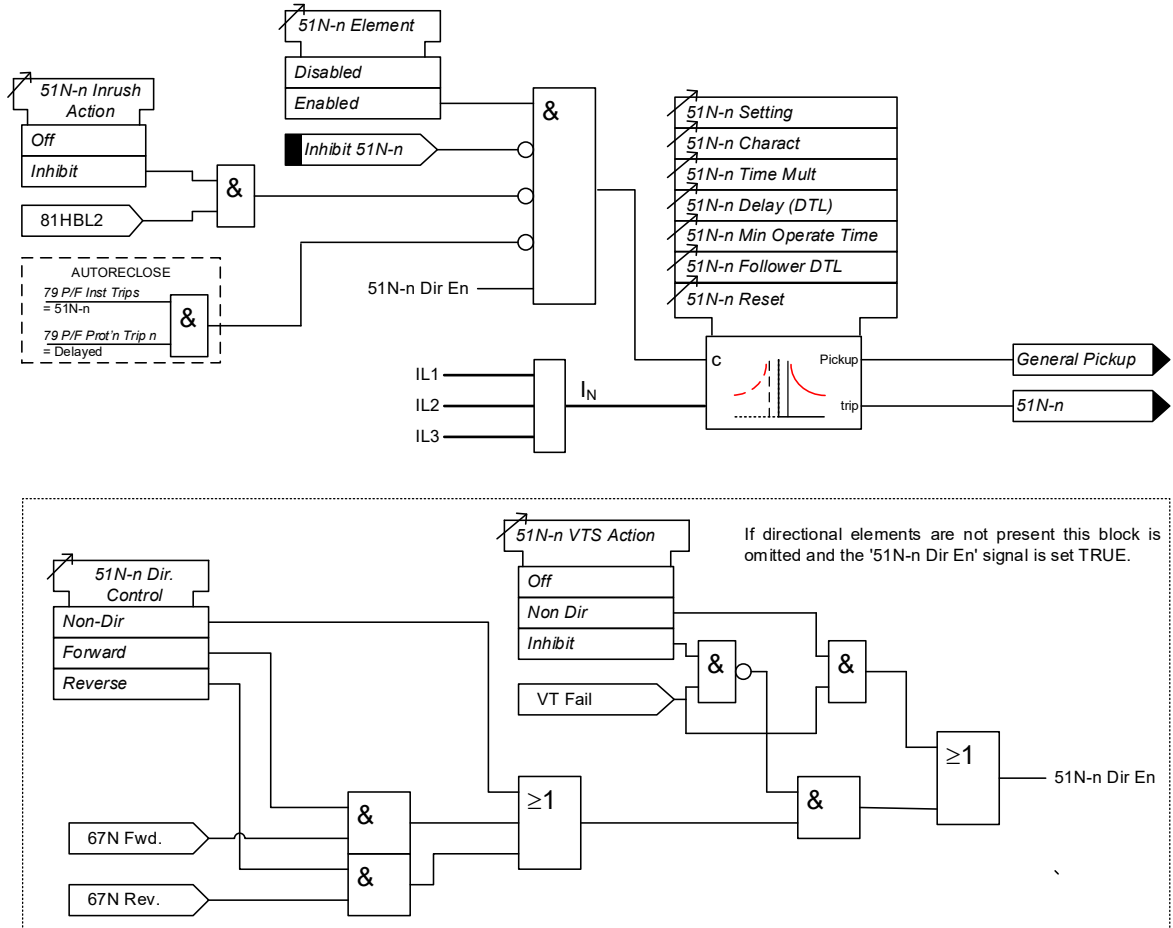 51N-n Element
Disabled
Enabled
51N-n Inrush
Action
Off
Inhibit
Inhibit 51N-n
81HBL2
&
&
AUTORECLOSE
79 P/F Inst Trips
= 51N-n
79 P/F Prot'n Trip n
= Delayed
&
51N-n Dir En
51N-n Setting
51N-n Charact
51N-n Time Mult
51N-n Delay (DTL)
51N-n Min Operate Time
51N-n Follower DTL
51N-n Reset
IL1
IL2
IL3
IN
c
Pickup
trip
General Pickup
51N-n
If directional elements are not present this block is
omitted and the '51N-n Dir En' signal is set TRUE.
51N-n VTS Action
Off
Non Dir
Inhibit
VT Fail
&
&
51N-n Dir.
Control
Non-Dir
Forward
Reverse
67N Fwd.
67N Rev.
&
&
≥1
&
≥1
51N-n Dir En